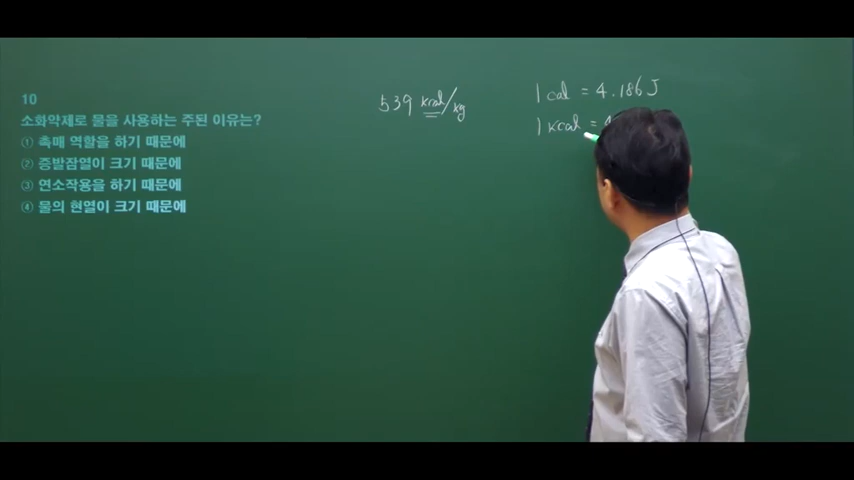 10
소화약제로 물을 사용하는 주된 이유는?
① 촉매 역할을 하기 때문에
② 증발잠열이 크기 때문에
③ 연소작용을 하기 때문에
④ 물의 현열이 크기 때문에
539 kcal/kg
1 cal = 4.186 J
1 kcal = 4